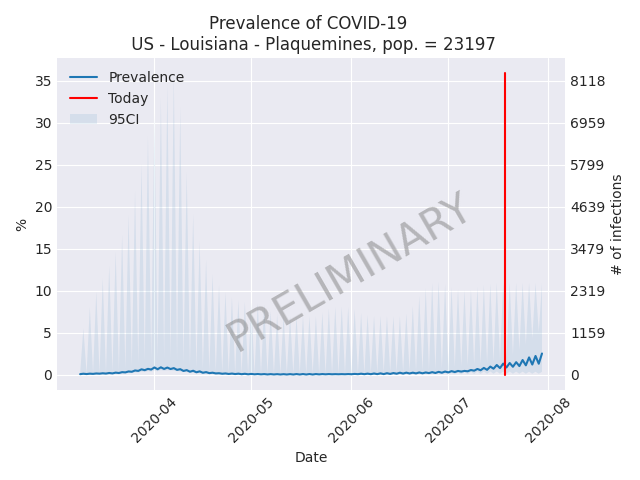 Prevalence of COVID-19
US - Louisiana - Plaquemines, pop. = 23197
Prevalence
Today
95CI
35
30
25
20
15
10
5
0
%
8118
6959
5799
4639
3479
2319
1159
0
# of infections
PRELIMINARY
2020-04
2020-05
2020-06
2020-07
2020-08
Date